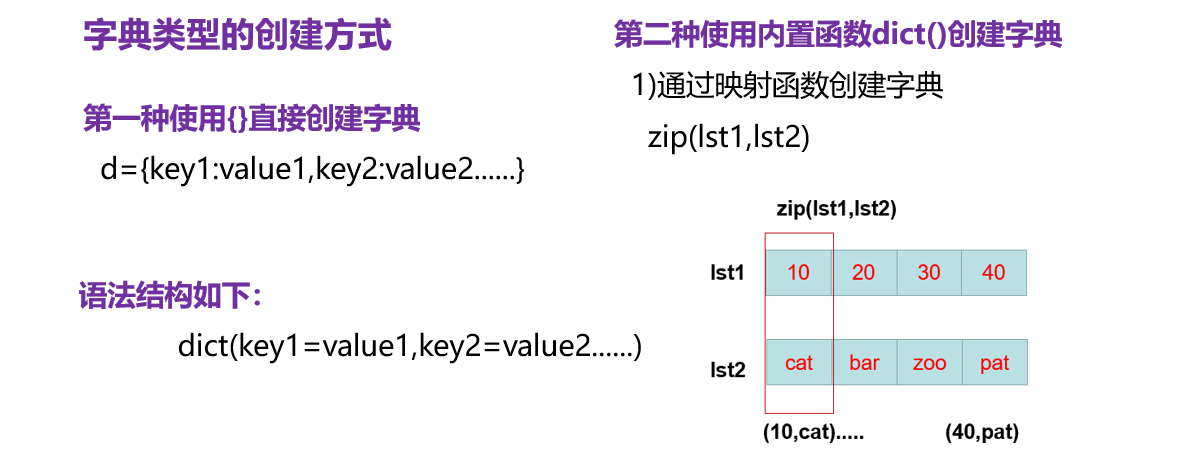 字典类型的创建方式
第一种使用{}直接创建字典
d={key1:value1,key2:value2......}
语法结构如下：
dict(key1=value1,key2=value2......)
第二种使用内置函数dict()创建字典
1)通过映射函数创建字典
zip(lst1,lst2)
zip(lst1,lst2)
lst1 10 20 30 40
lst2 cat bar zoo pat
(10,cat)..... (40,pat)